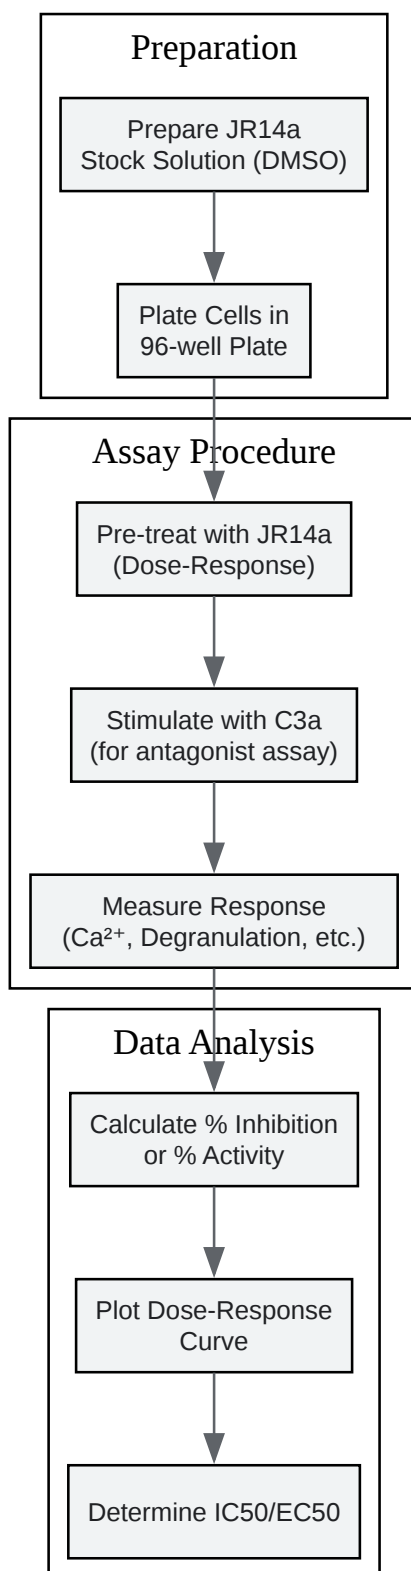 Preparation
Prepare JR14a
Stock Solution (DMSO)
Plate Cells in
96-well Plate
Assay Procedure
Pre-treat with JR14a
(Dose-Response)
Stimulate with C3a
(for antagonist assay)
Measure Response
(Ca²⁺, Degranulation, etc.)
Data Analysis
Calculate % Inhibition
or % Activity
Plot Dose-Response
Curve
Determine IC50/EC50